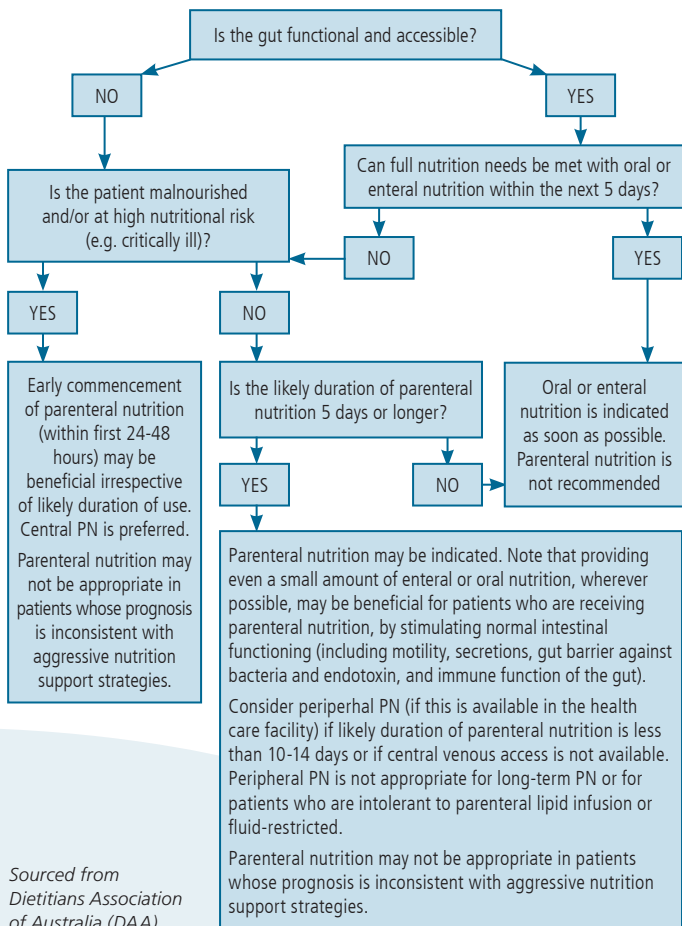 Is the gut functional and accessible?
NO
YES
Can full nutrition needs be met with oral or
enteral nutrition within the next 5 days?
Is the patient malnourished
and/or at high nutritional risk
(e.g. critically ill)?
NO
YES
YES
NO
Early commencement
of parenteral nutrition
(within first 24-48
hours) may be
beneficial irrespective
of likely duration of use.
Central PN is preferred.
Parenteral nutrition may
not be appropriate in
patients whose prognosis
is inconsistent with
aggressive nutrition
support strategies.
Is the likely duration of parenteral
nutrition 5 days or longer?
Oral or enteral
nutrition is indicated
as soon as possible.
Parenteral nutrition is
not recommended
YES
NO
Parenteral nutrition may be indicated. Note that providing
even a small amount of enteral or oral nutrition, wherever
possible, may be beneficial for patients who are receiving
parenteral nutrition, by stimulating normal intestinal
functioning (including motility, secretions, gut barrier against
bacteria and endotoxin, and immune function of the gut).
Consider periperhal PN (if this is available in the health
care facility) if likely duration of parenteral nutrition is less
than 10-14 days or if central venous access is not available.
Peripheral PN is not appropriate for long-term PN or for
patients who are intolerant to parenteral lipid infusion or
fluid-restricted.
Parenteral nutrition may not be appropriate in patients
whose prognosis is inconsistent with aggressive nutrition
support strategies.
Sourced from
Dietitians Association
of Australia (DAA)